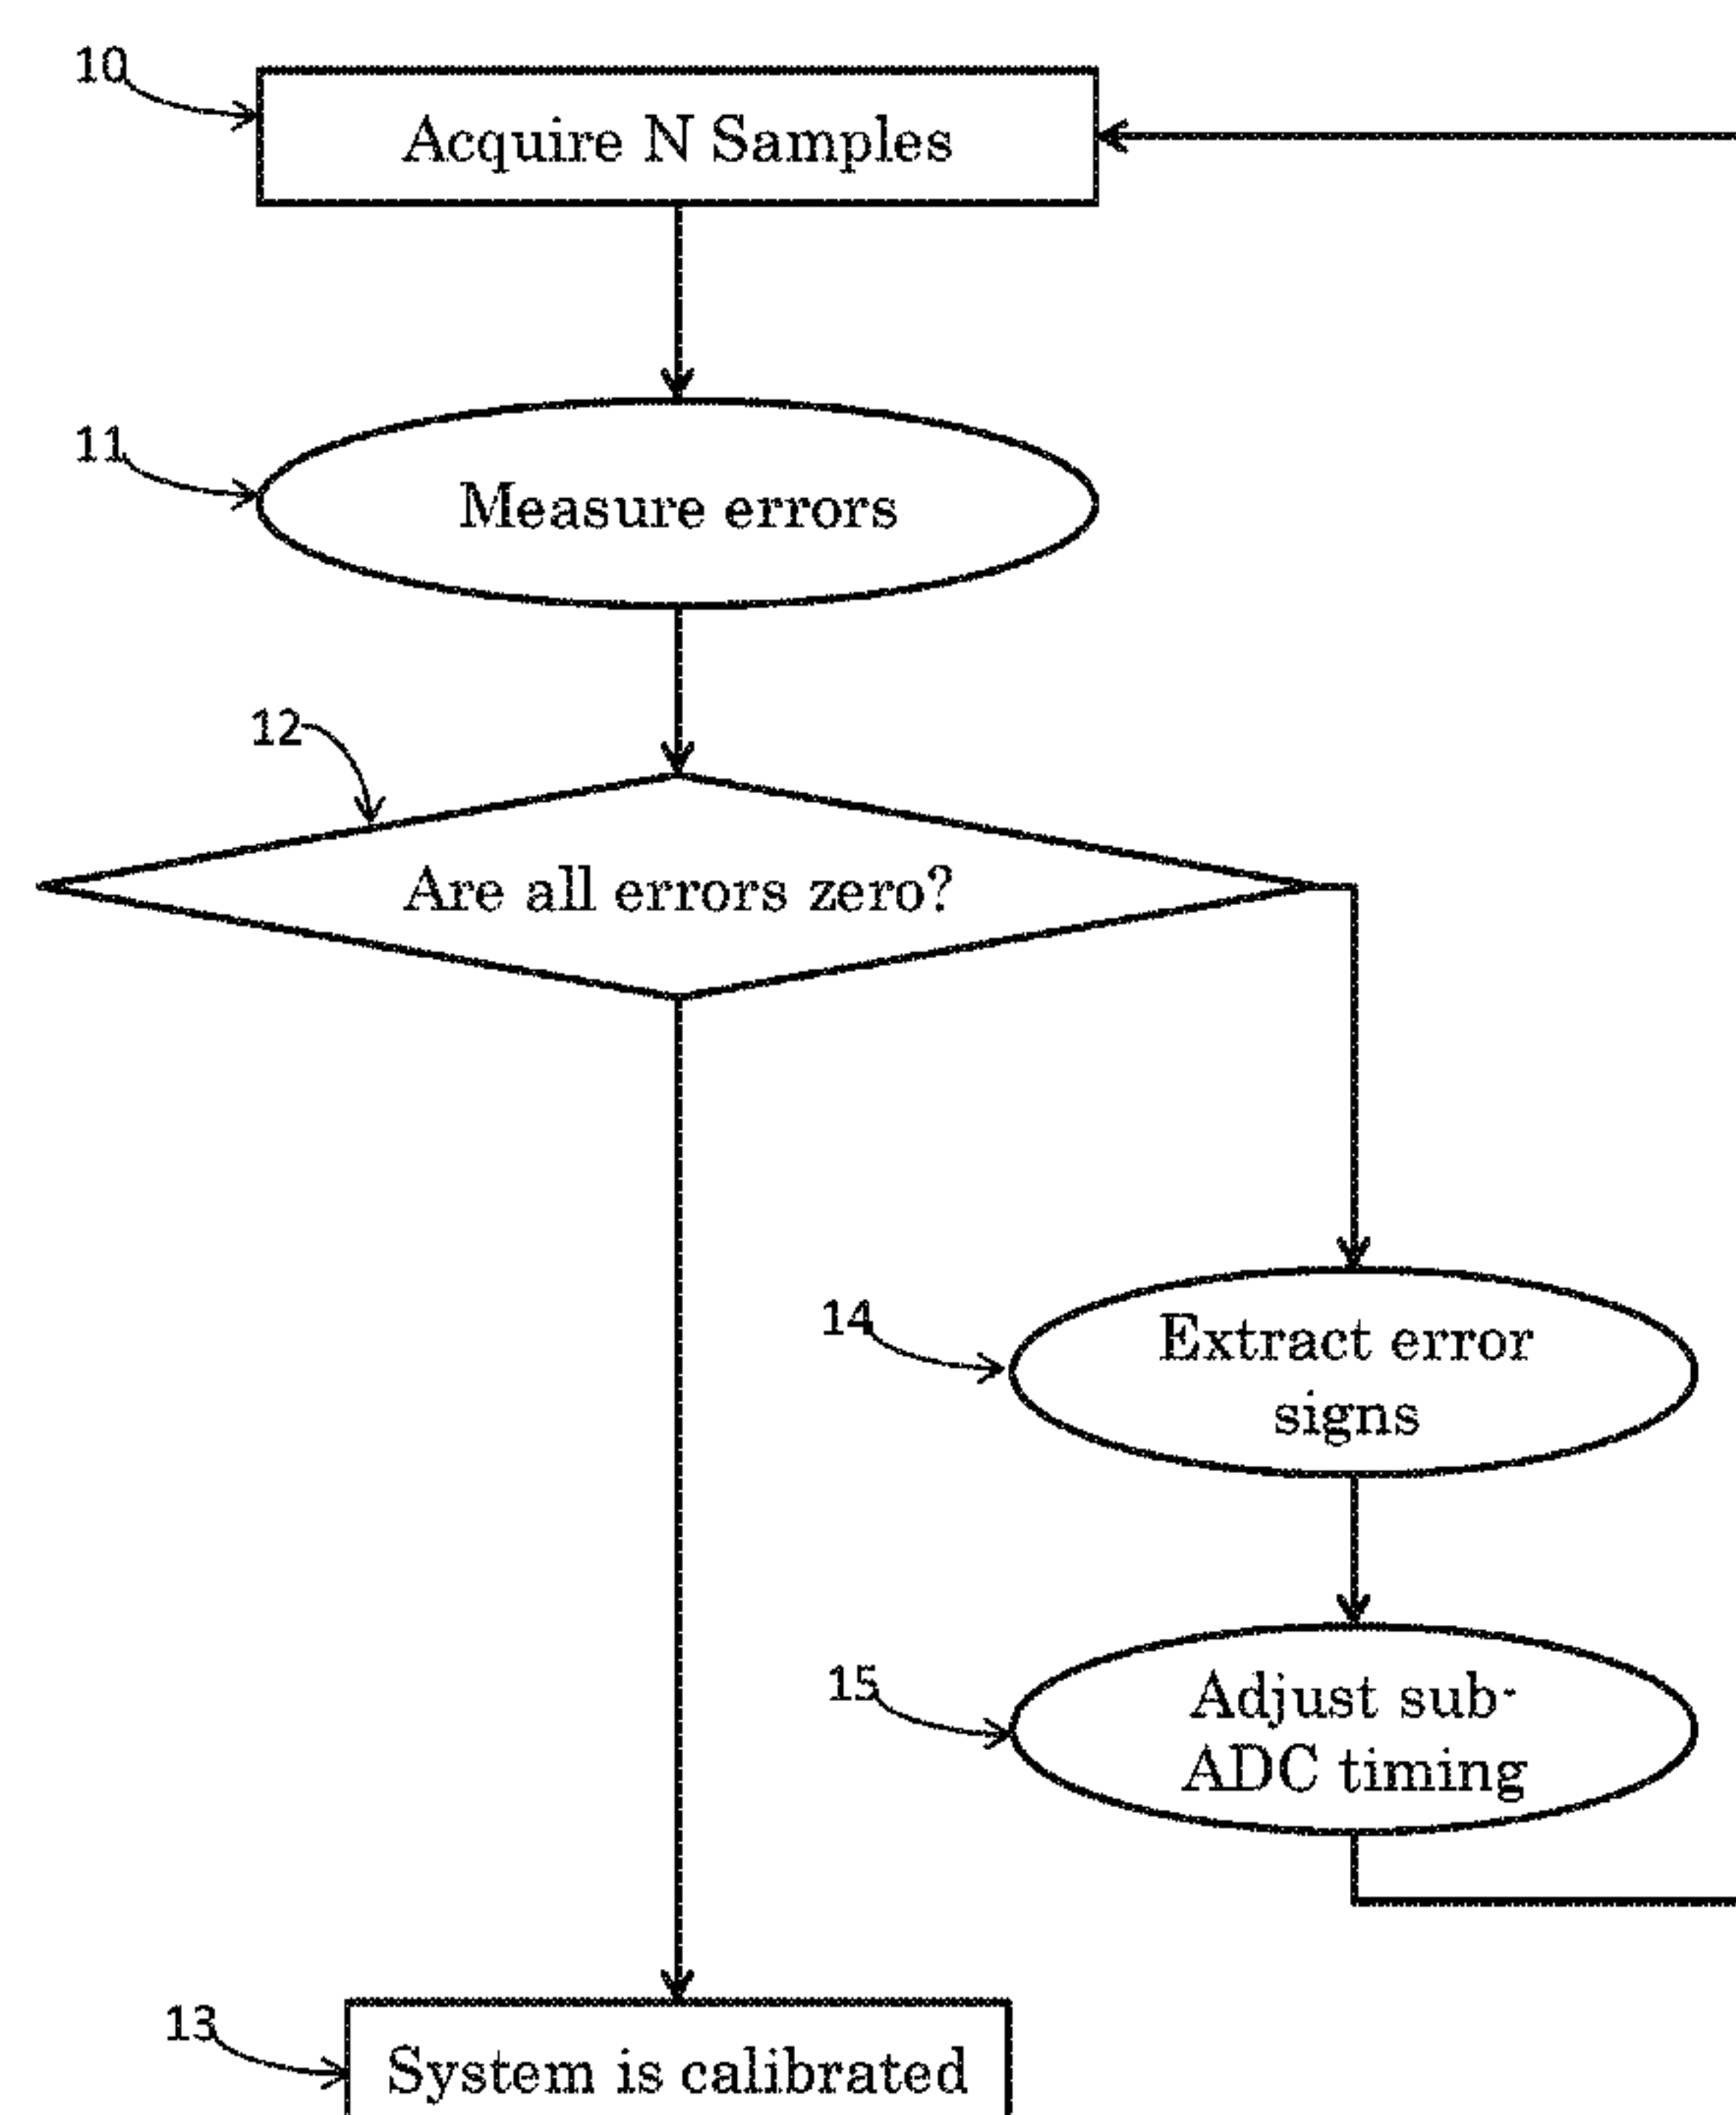 10
Acquire N Samples
11
Measure errors
12
Are all errors zero?
14
Extract error
signs
15
Adjust sub-
ADC timing
13
System is calibrated